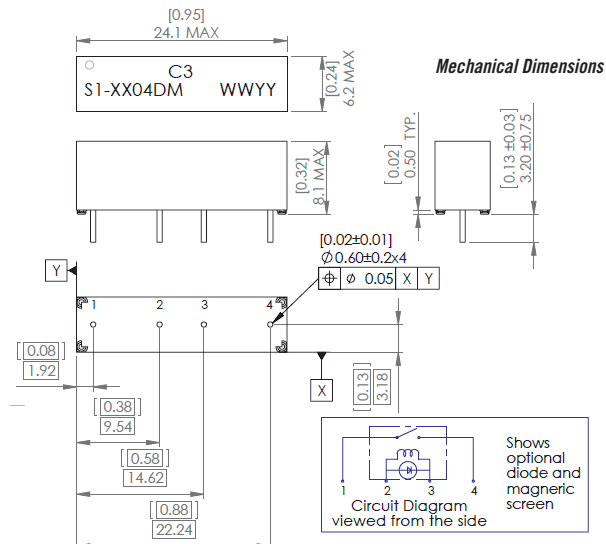 [0.95]
24.1 MAX
C3
S1-XX04DM WWYY
[0.24]
6.2 MAX
Mechanical Dimensions
[0.32]
8.1 MAX
[0.02]
0.50 TYP.
[0.13 ±0.03]
3.20 ±0.75
[0.02±0.01]
Ø0.60±0.2x4
⌖ Ø 0.05 X Y
Y
1 2 3 4
[0.08]
1.92
X
[0.13]
3.18
[0.38]
9.54
[0.58]
14.62
[0.88]
22.24
1 2 3 4
Circuit Diagram
viewed from the side
Shows
optional
diode and
magneric
screen